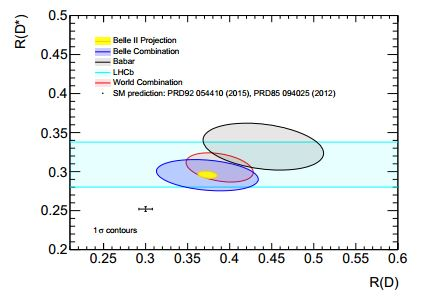 R(D*)
0.5
0.45
0.4
0.35
0.3
0.25
0.2
Belle II Projection
Belle Combination
Babar
LHCb
World Combination
SM prediction: PRD92 054410 (2015), PRD85 094025 (2012)
1σ contours
0.25 0.3 0.35 0.4 0.45 0.5 0.55 0.6
R(D)